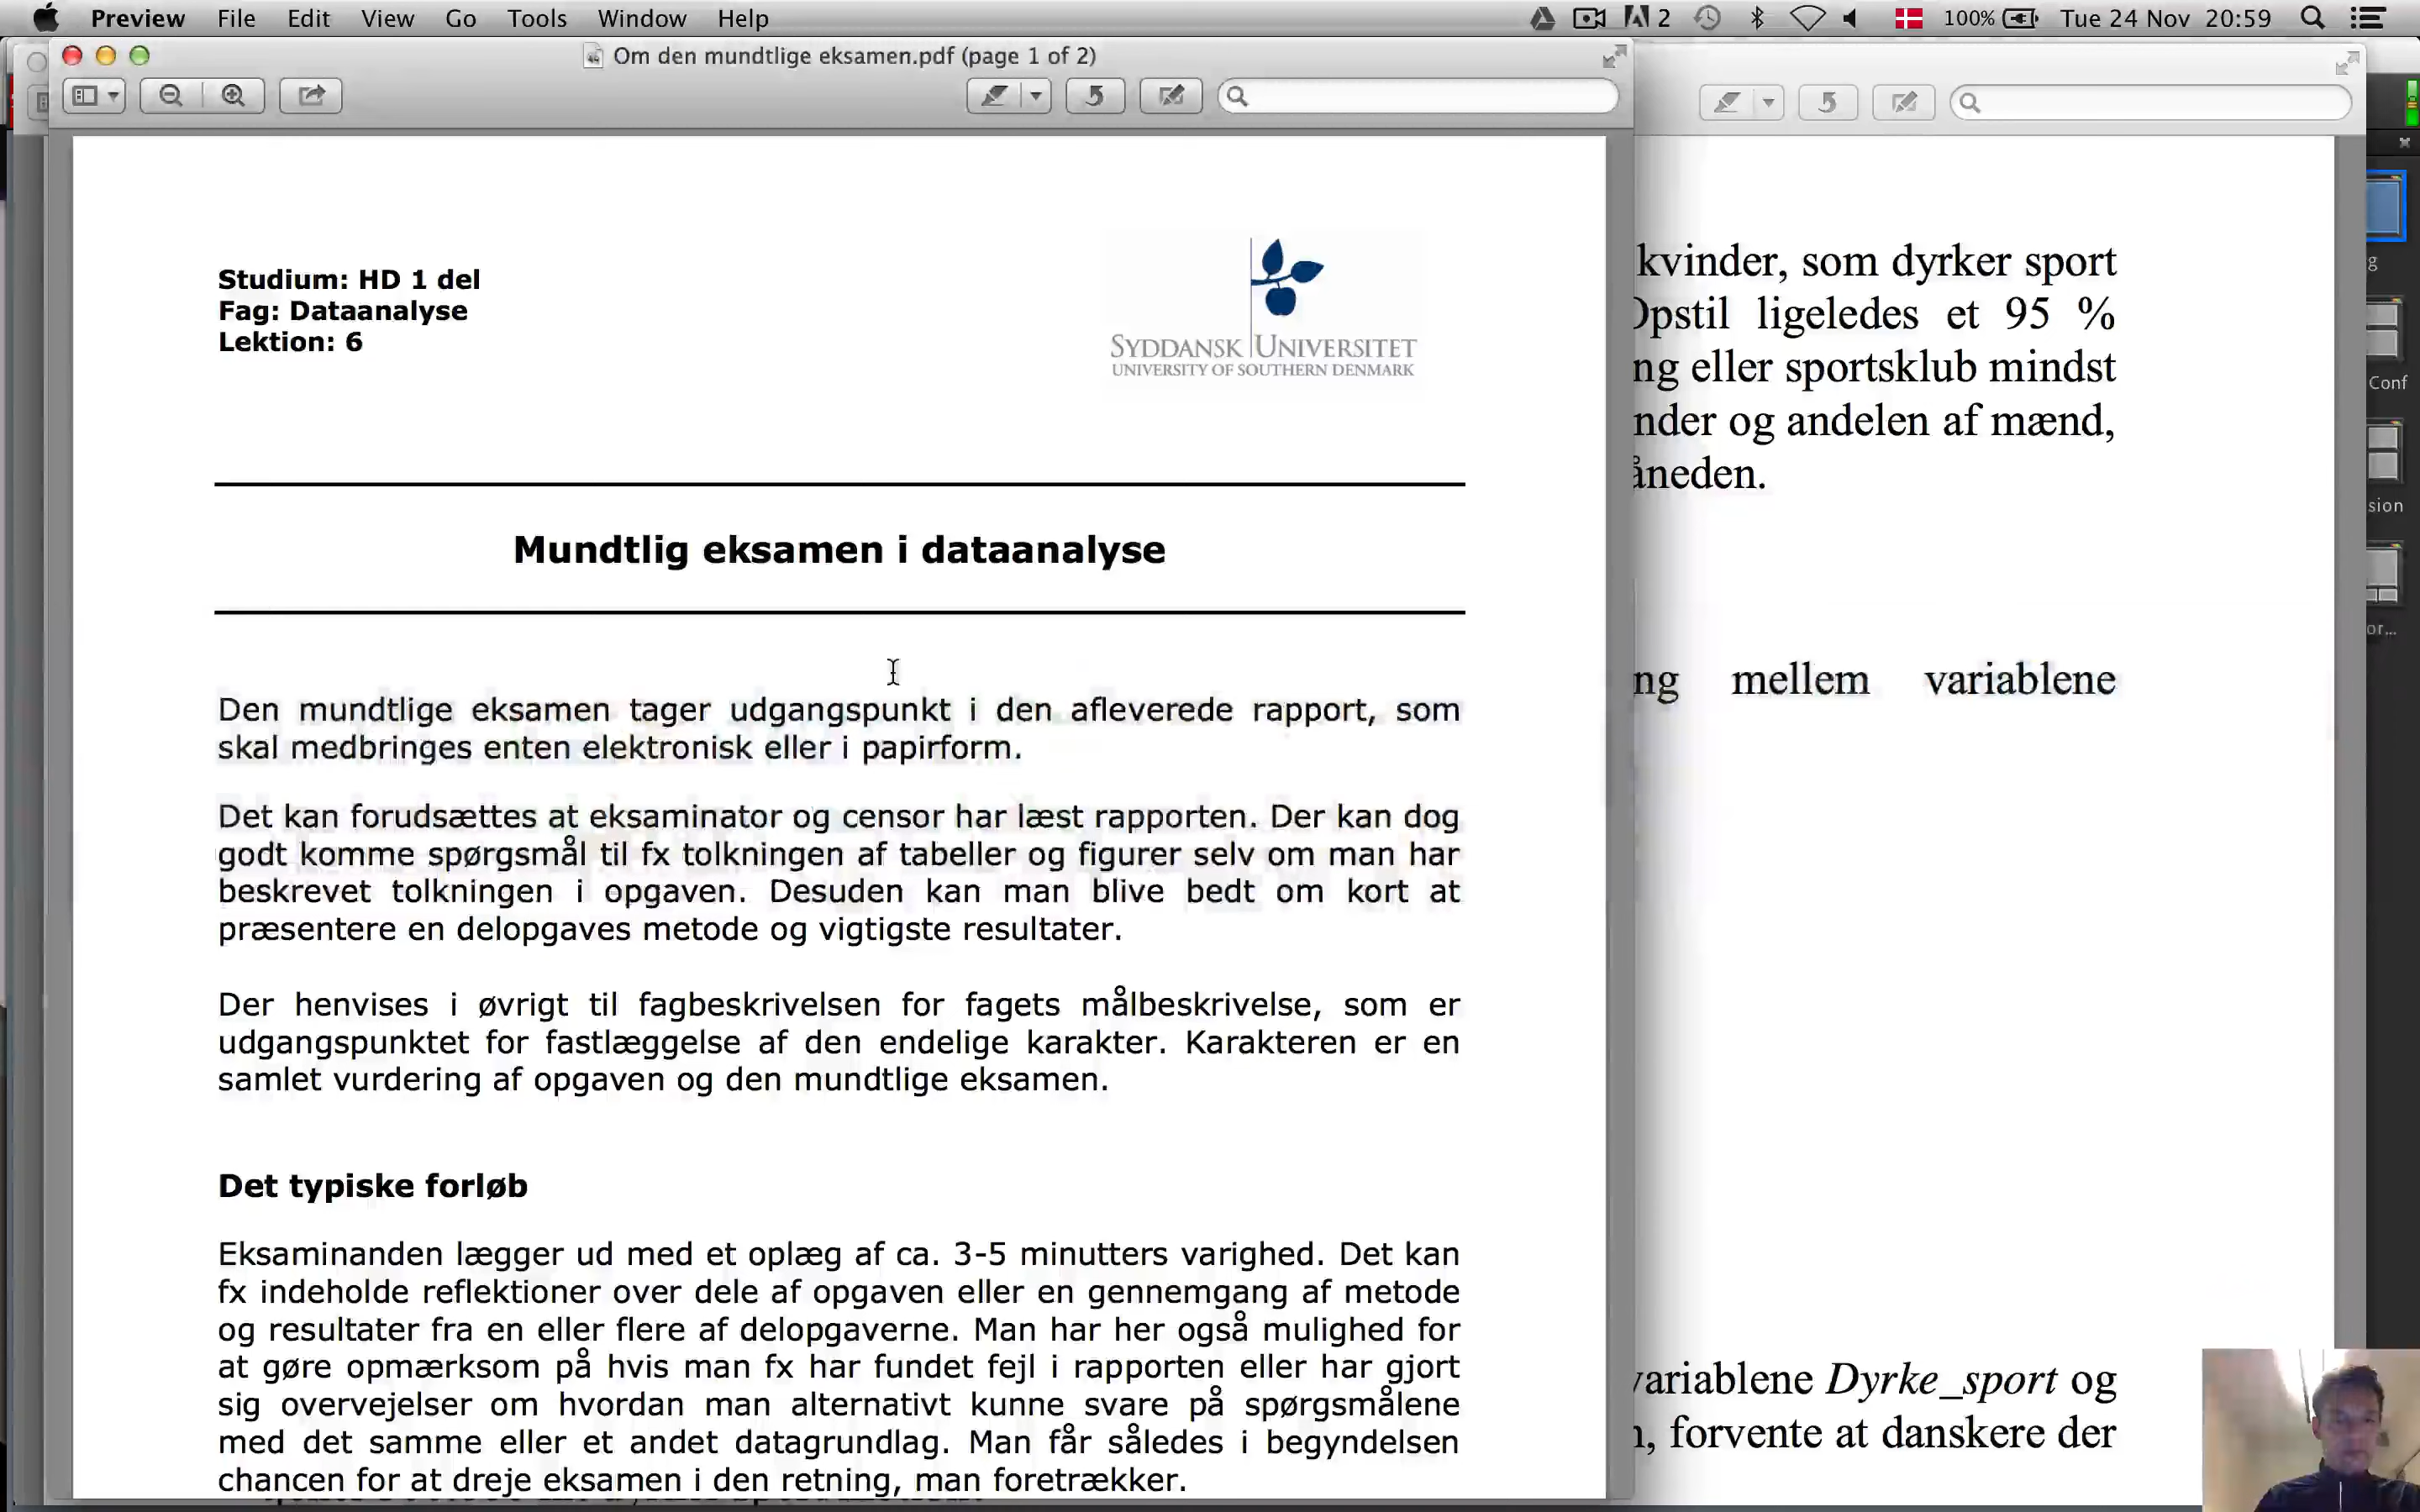 Preview File Edit View Go Tools Window Help
2 100% Tue 24 Nov 20:59
Om den mundtlige eksamen.pdf (page 1 of 2)
Studium: HD 1 del
Fag: Dataanalyse
Lektion: 6
SYDDANSK UNIVERSITET
UNIVERSITY OF SOUTHERN DENMARK
Mundtlig eksamen i dataanalyse
Den mundtlige eksamen tager udgangspunkt i den afleverede rapport, som
skal medbringes enten elektronisk eller i papirform.
Det kan forudsættes at eksaminator og censor har læst rapporten. Der kan dog
godt komme spørgsmål til fx tolkningen af tabeller og figurer selv om man har
beskrevet tolkningen i opgaven. Desuden kan man blive bedt om kort at
præsentere en delopgaves metode og vigtigste resultater.
Der henvises i øvrigt til fagbeskrivelsen for fagets målbeskrivelse, som er
udgangspunktet for fastlæggelse af den endelige karakter. Karakteren er en
samlet vurdering af opgaven og den mundtlige eksamen.
Det typiske forløb
Eksaminanden lægger ud med et oplæg af ca. 3-5 minutters varighed. Det kan
fx indeholde reflektioner over dele af opgaven eller en gennemgang af metode
og resultater fra en eller flere af delopgaverne. Man har her også mulighed for
at gøre opmærksom på hvis man fx har fundet fejl i rapporten eller har gjort
sig overvejelser om hvordan man alternativt kunne svare på spørgsmålene
med det samme eller et andet datagrundlag. Man får således i begyndelsen
chancen for at dreje eksamen i den retning, man foretrækker.
kvinder, som dyrker sport
Opstil ligeledes et 95 %
ng eller sportsklub mindst
nder og andelen af mænd,
åneden.
ng mellem variablene
variablene Dyrke_sport og
n, forvente at danskere der
g
Conf
sion
or...